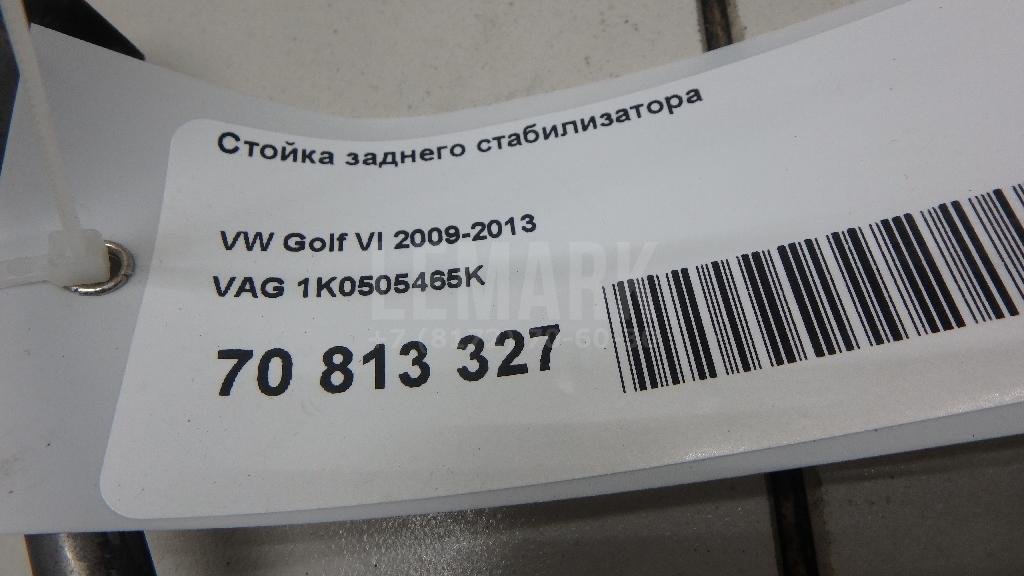 Стойка заднего стабилизатора
VW Golf VI 2009-2013
VAG 1K0505465K
LEMARK
70 813 327